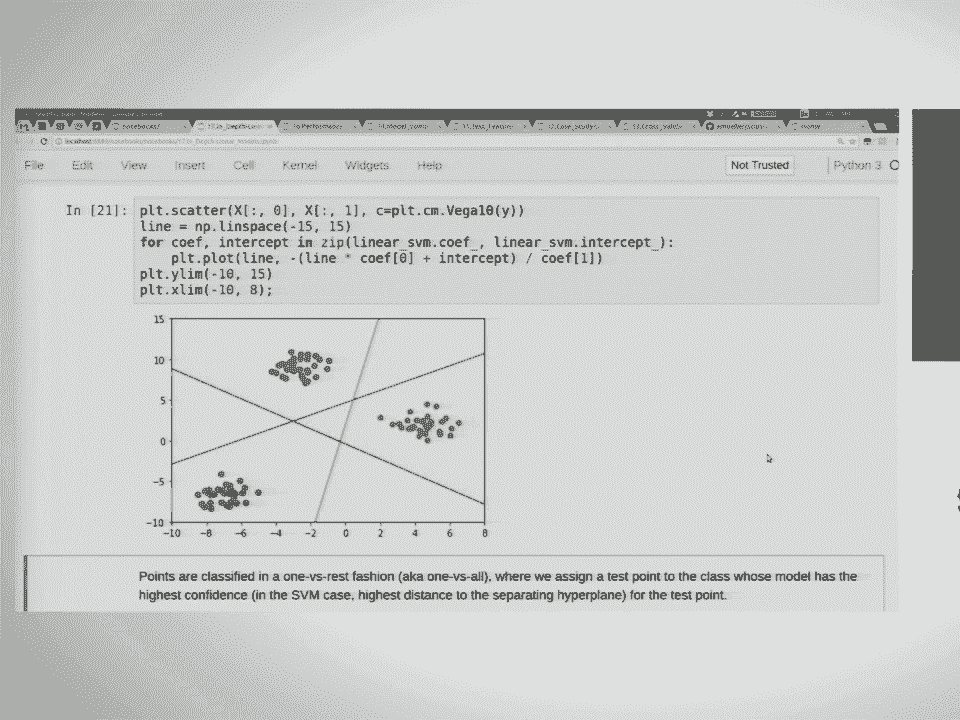 File Edit View Insert Cell Kernel Widgets Help Not Trusted Python 3
In [21]: plt.scatter(X[:, 0], X[:, 1], c=plt.cm.Vega10(y))
line = np.linspace(-15, 15)
for coef, intercept in zip(linear_svm.coef_, linear_svm.intercept_):
plt.plot(line, -(line * coef[0] + intercept) / coef[1])
plt.ylim(-10, 15)
plt.xlim(-10, 8);
15
10
5
0
−5
−10
−10 −8 −6 −4 −2 0 2 4 6 8
Points are classified in a one-vs-rest fashion (aka one-vs-all), where we assign a test point to the class whose model has the
highest confidence (in the SVM case, highest distance to the separating hyperplane) for the test point.